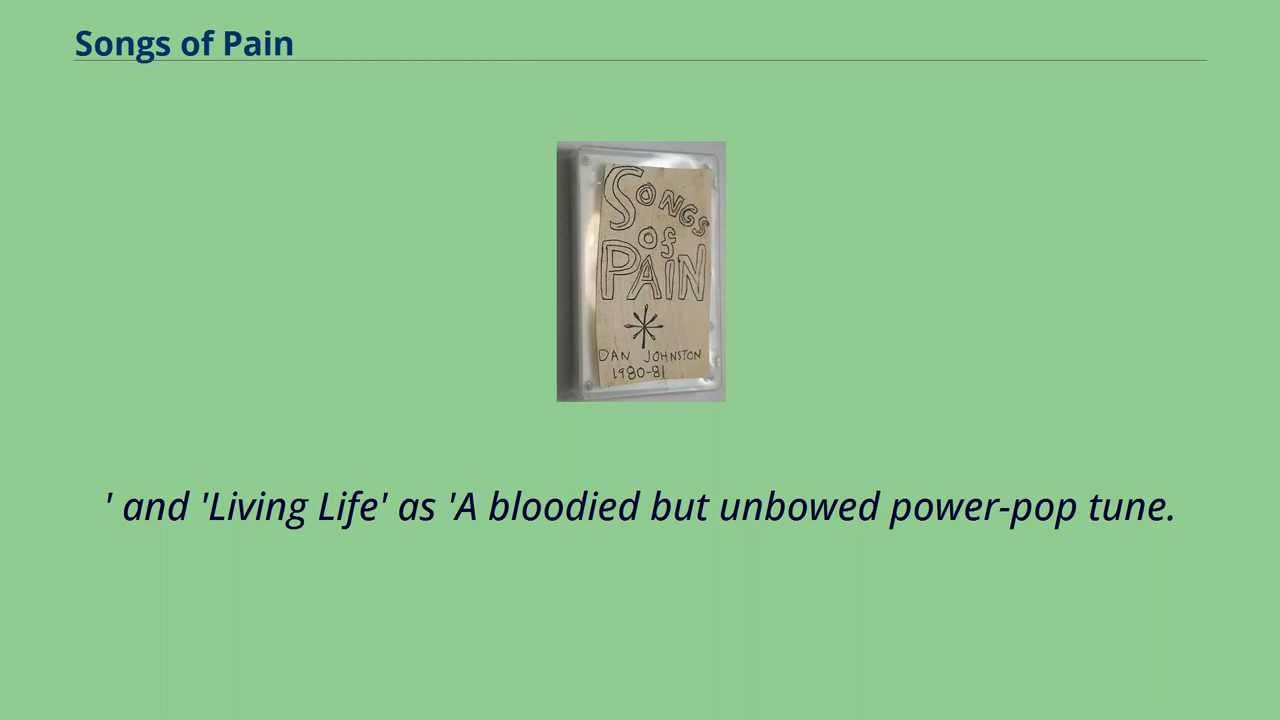 Songs of Pain
SONGS
of
PAIN
DAN JOHNSTON
1980-81
' and 'Living Life' as 'A bloodied but unbowed power-pop tune.